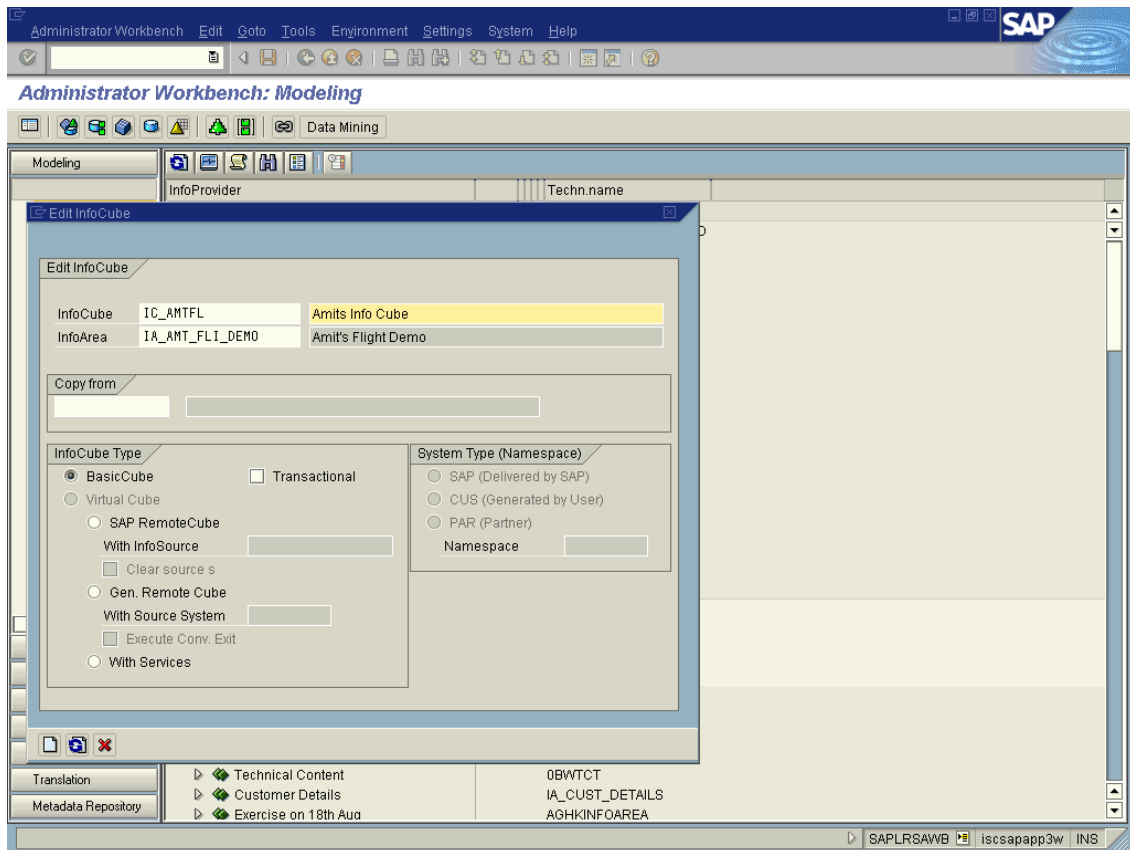 Administrator Workbench Edit Goto Tools Environment Settings System Help
SAP
Administrator Workbench: Modeling
Data Mining
Modeling
InfoProvider Techn.name
Edit InfoCube
Edit InfoCube
InfoCube IC_AMTFL Amits Info Cube
InfoArea IA_AMT_FLI_DEMO Amit's Flight Demo
Copy from
InfoCube Type System Type (Namespace)
BasicCube Transactional SAP (Delivered by SAP)
Virtual Cube CUS (Generated by User)
SAP RemoteCube PAR (Partner)
With InfoSource Namespace
Clear source s
Gen. Remote Cube
With Source System
Execute Conv. Exit
With Services
Translation Technical Content 0BWTCT
Customer Details IA_CUST_DETAILS
Metadata Repository Exercise on 18th Aug AGHKINFOAREA
SAPLRSAWB iscsapapp3w INS